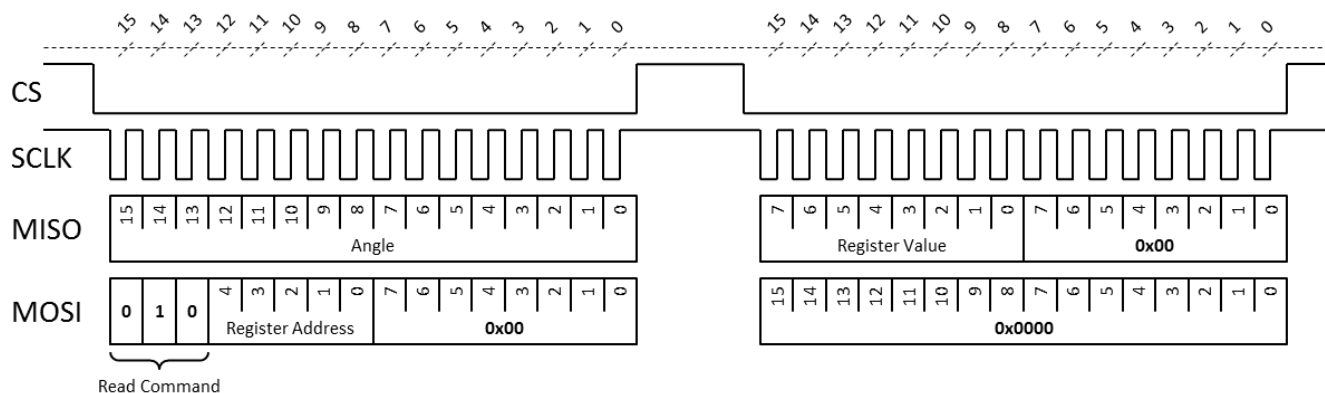 15 14 13 12 11 10 9 8 7 6 5 4 3 2 1 0 15 14 13 12 11 10 9 8 7 6 5 4 3 2 1 0
CS
SCLK
MISO 15 14 13 12 11 10 9 8 7 6 5 4 3 2 1 0 7 6 5 4 3 2 1 0 7 6 5 4 3 2 1 0
Angle Register Value 0x00
MOSI 0 1 0 4 3 2 1 0 7 6 5 4 3 2 1 0 15 14 13 12 11 10 9 8 7 6 5 4 3 2 1 0
Register Address 0x00 0x0000
Read Command